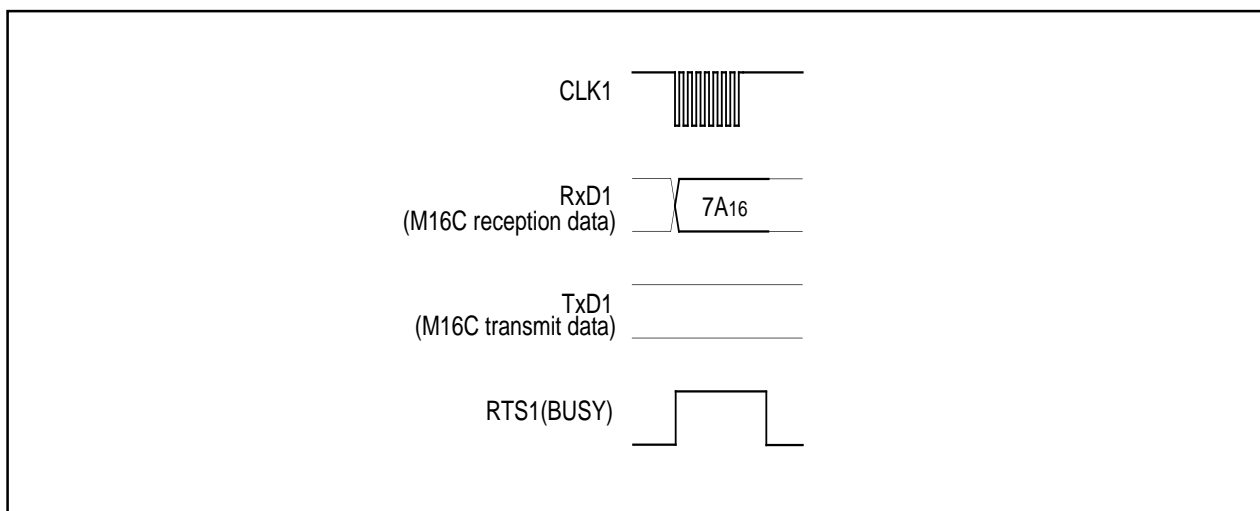 CLK1
RxD1
(M16C reception data)
7A16
TxD1
(M16C transmit data)
RTS1(BUSY)